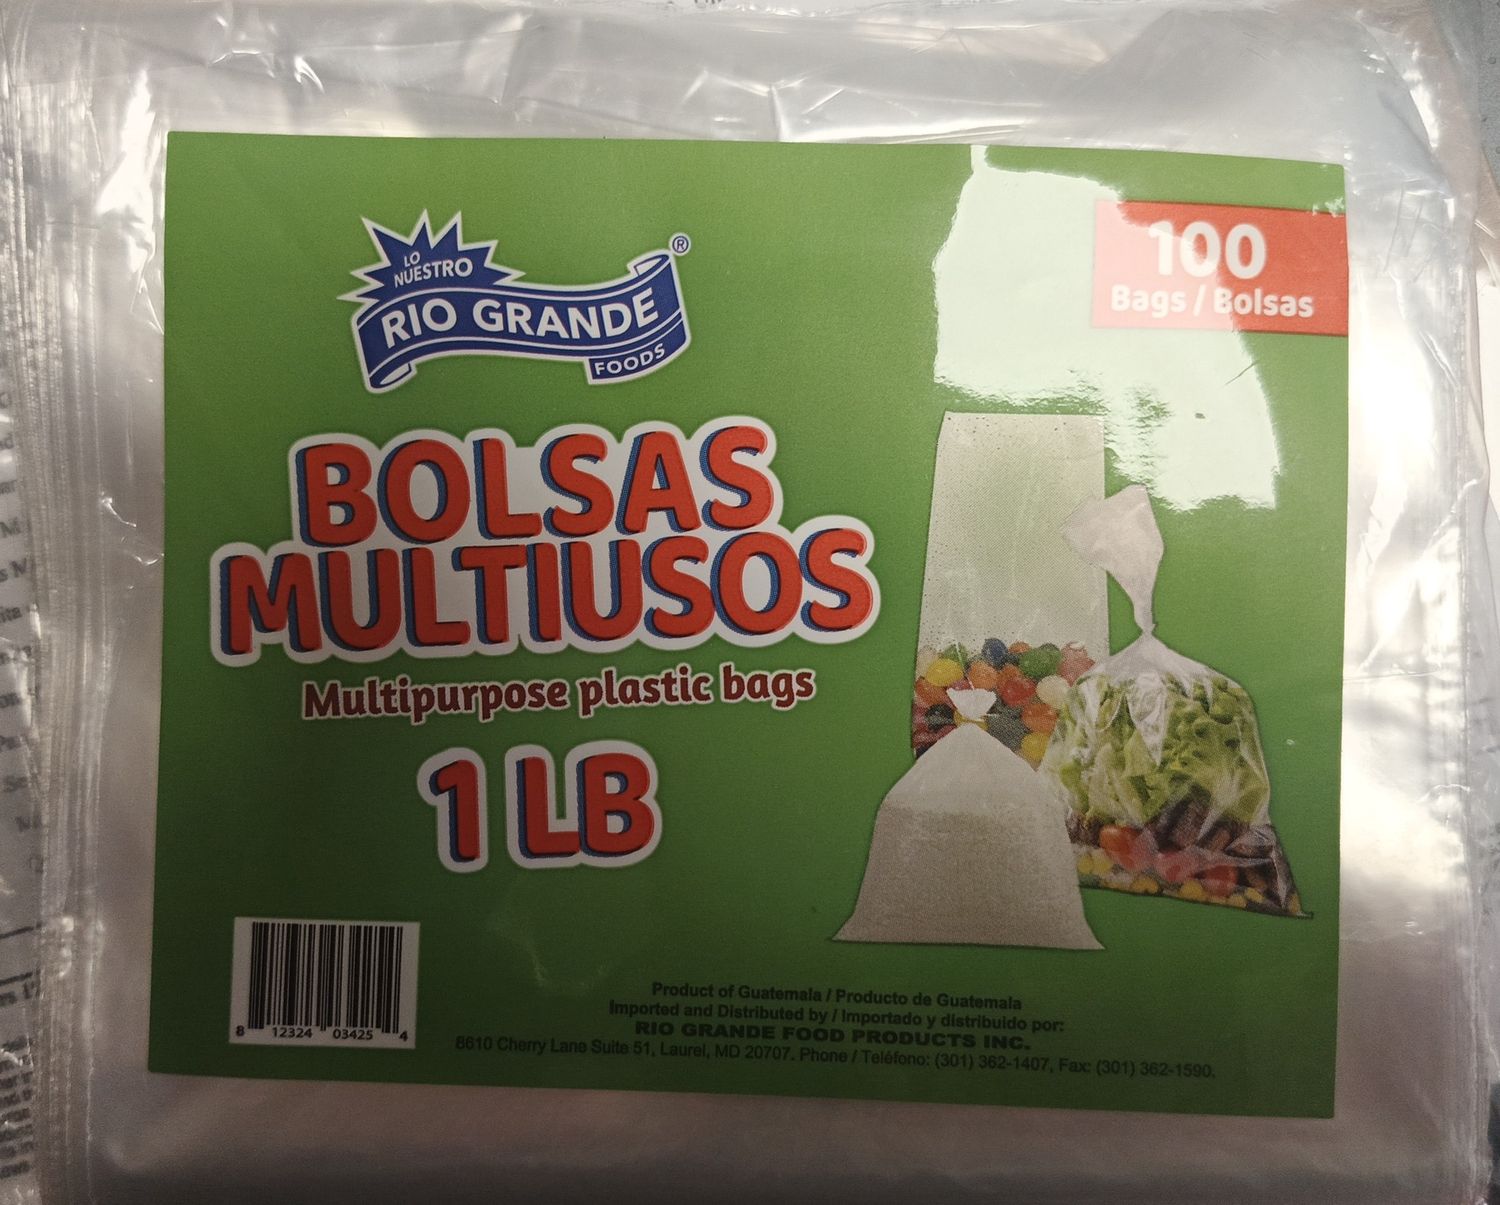 LO
NUESTRO
RIO GRANDE
FOODS
®
100
Bags / Bolsas
BOLSAS
MULTIUSOS
Multipurpose plastic bags
1 LB
8 12324 03425 4
Product of Guatemala / Producto de Guatemala
Imported and Distributed by / Importado y distribuido por:
RIO GRANDE FOOD PRODUCTS INC.
8610 Cherry Lane Suite 51, Laurel, MD 20707. Phone / Teléfono: (301) 362-1407, Fax: (301) 362-1590.